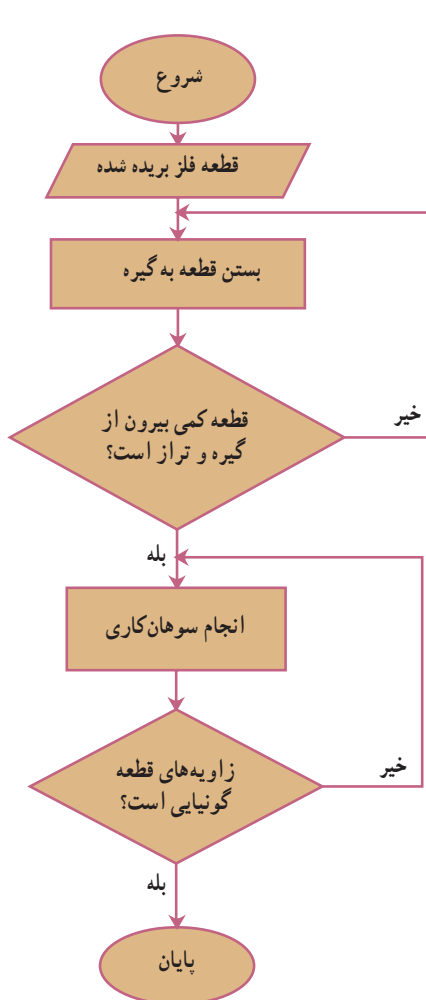 شروع
قطعه فلز بریده شده
بستن قطعه به گیره
قطعه کمی بیرون از
گیره و تراز است؟
خیر
بله
انجام سوهان‌کاری
زاویه‌های قطعه
گونیایی است؟
خیر
بله
پایان